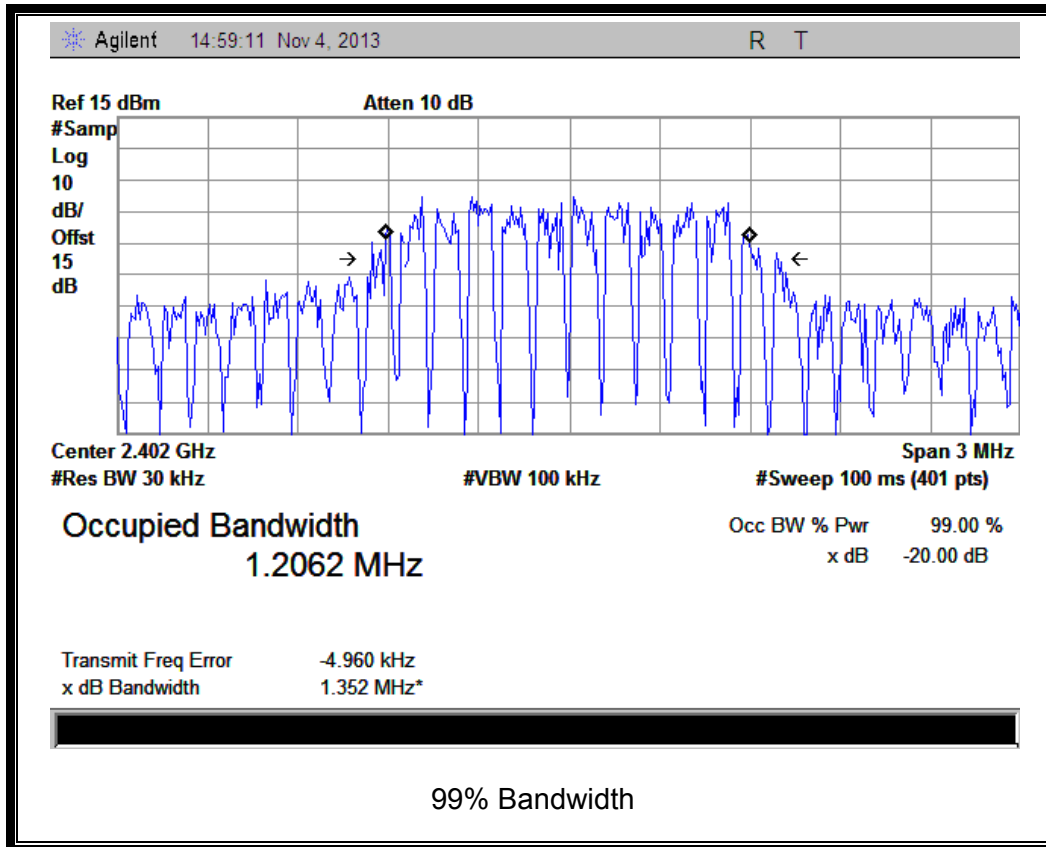 Agilent 14:59:11 Nov 4, 2013 R T
Ref 15 dBm Atten 10 dB
#Samp
Log
10
dB/
Offst
15
dB
Center 2.402 GHz Span 3 MHz
#Res BW 30 kHz #VBW 100 kHz #Sweep 100 ms (401 pts)
Occupied Bandwidth Occ BW % Pwr 99.00 %
1.2062 MHz x dB -20.00 dB
Transmit Freq Error -4.960 kHz
x dB Bandwidth 1.352 MHz*
99% Bandwidth